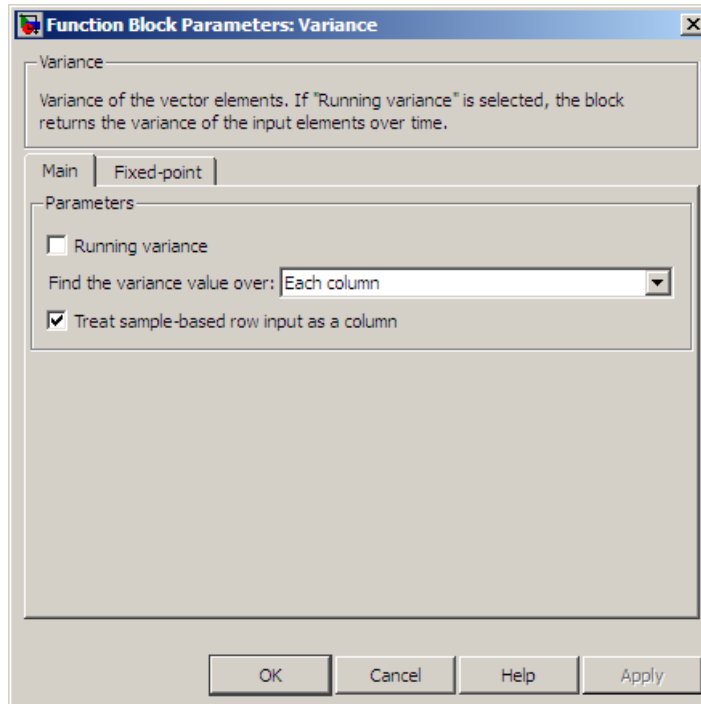 Function Block Parameters: Variance
Variance
Variance of the vector elements. If "Running variance" is selected, the block
returns the variance of the input elements over time.
Main Fixed-point
Parameters
Running variance
Find the variance value over: Each column
Treat sample-based row input as a column
OK Cancel Help Apply